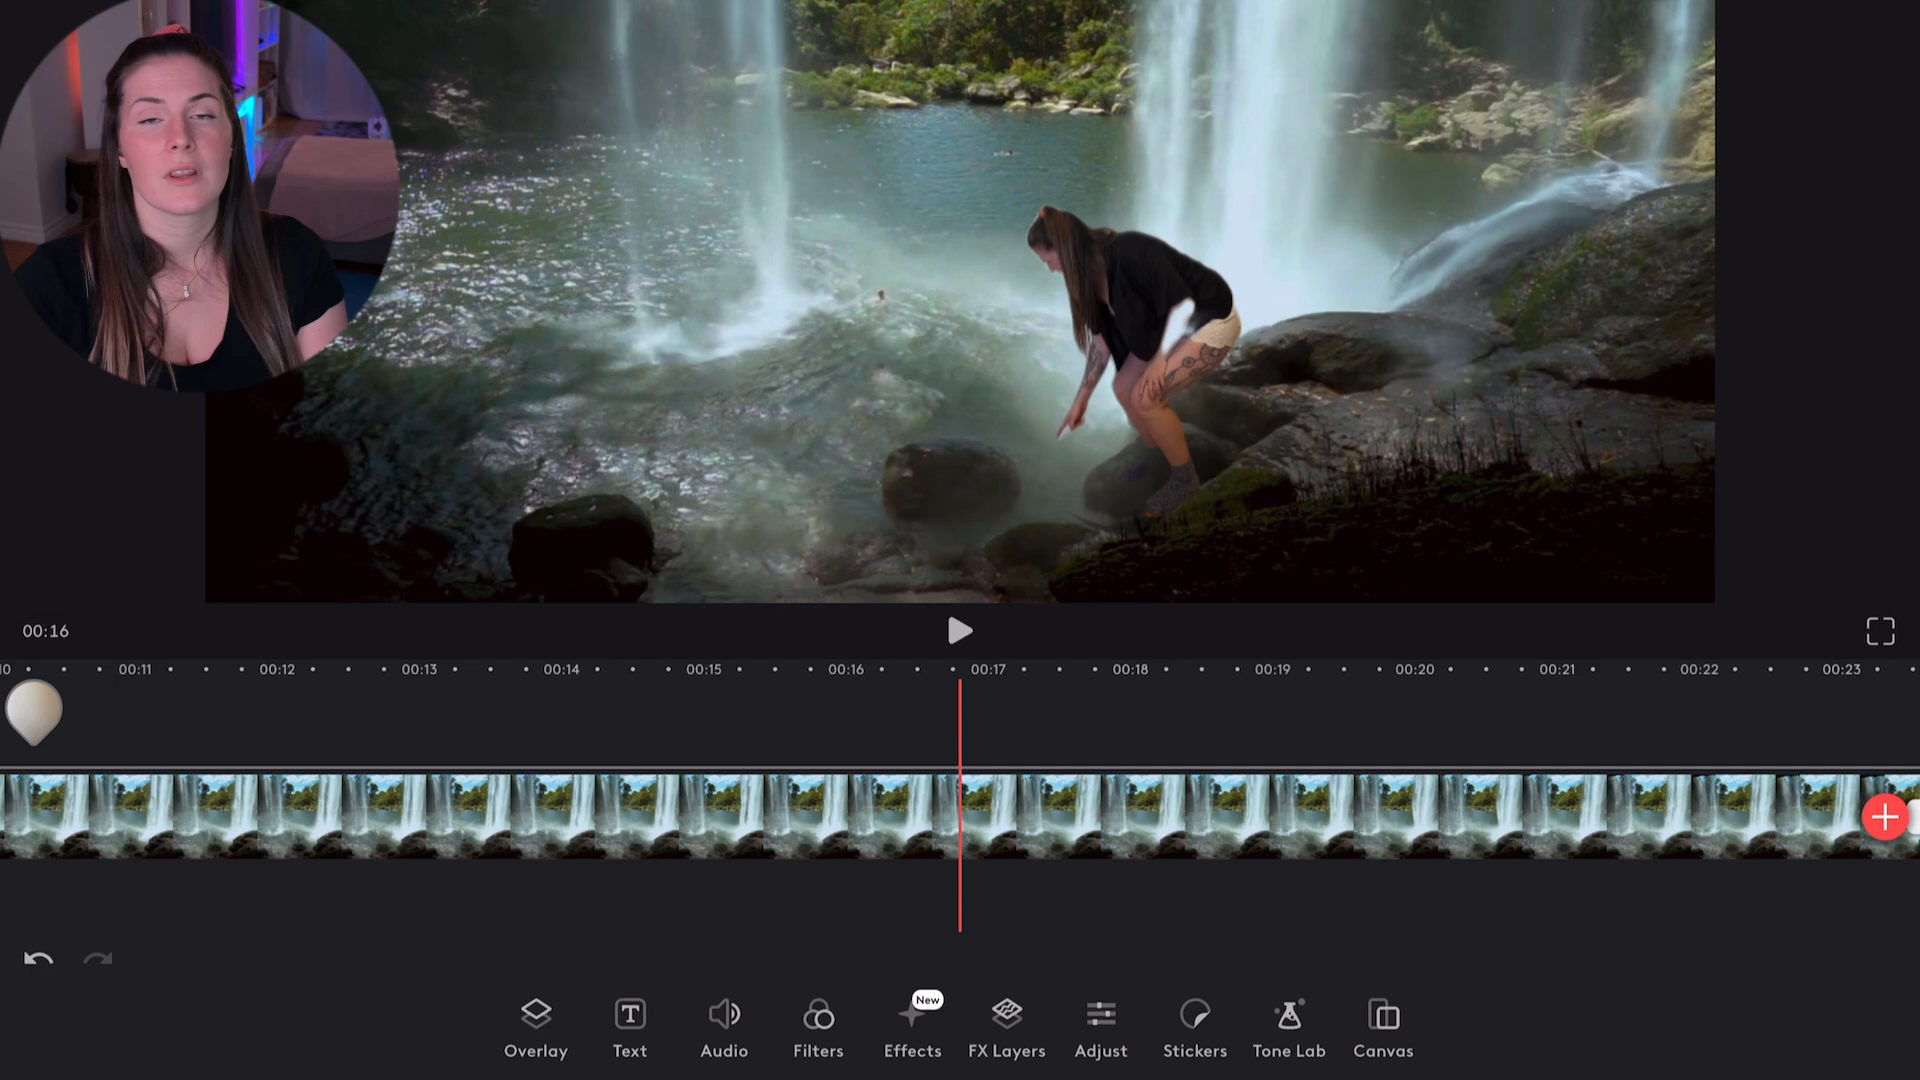 00:16
10 00:11 00:12 00:13 00:14 00:15 00:16 00:17 00:18 00:19 00:20 00:21 00:22 00:23
New
Overlay Text Audio Filters Effects FX Layers Adjust Stickers Tone Lab Canvas